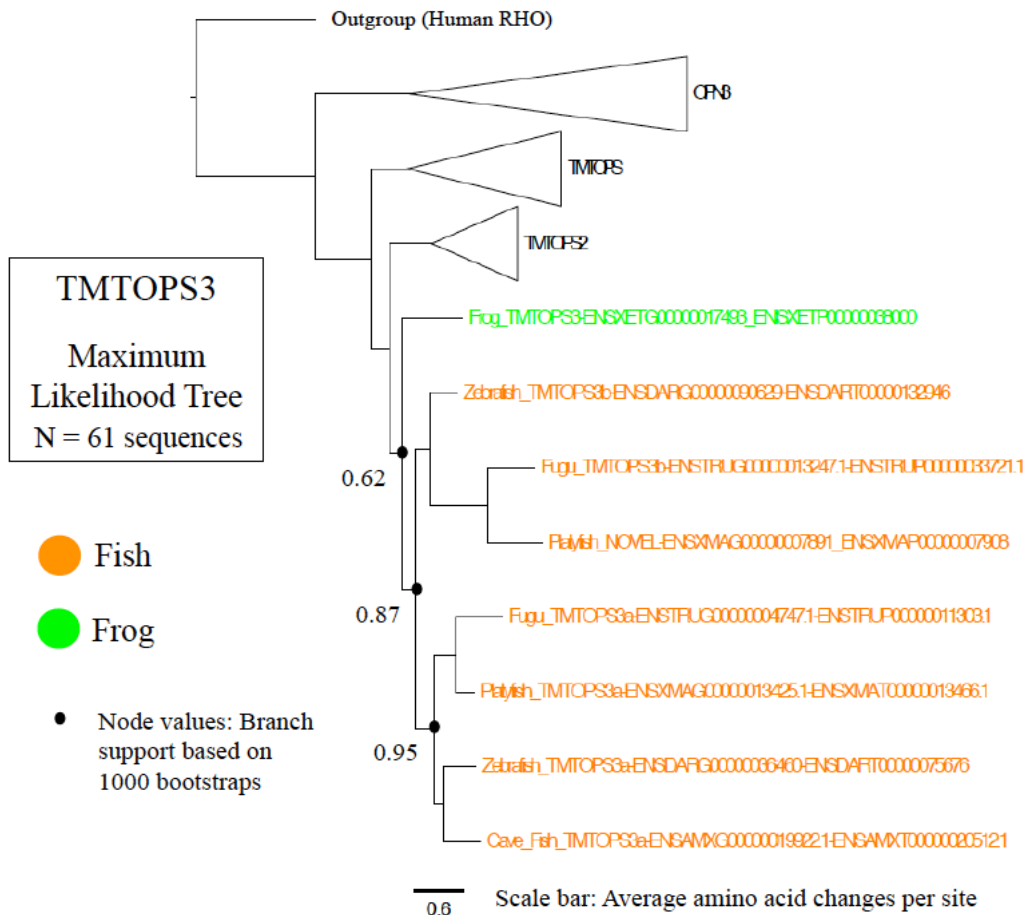 Outgroup (Human RHO)
OPN3
TMTOPS
TMTOPS2
TMTOPS3
Maximum
Likelihood Tree
N = 61 sequences
Frog_TMTOPS3-ENSXETG00000017493_ENSXETP00000038000
Zebrafish_TMTOPS3b-ENSDARG00000090629-ENSDART00000132946
0.62
Fugu_TMTOPS3b-ENSTRUG00000013247.1-ENSTRUP00000033721.1
Platyfish_NOVEL-ENSXMAG00000007891_ENSXMAP00000007908
Fish
0.87
Fugu_TMTOPS3a-ENSTRUG00000004747.1-ENSTRUP00000011303.1
Frog
Platyfish_TMTOPS3a-ENSXMAG00000013425.1-ENSXMAT00000013466.1
Node values: Branch
support based on
1000 bootstraps
0.95
Zebrafish_TMTOPS3a-ENSDARG00000036460-ENSDART00000075676
Cave_Fish_TMTOPS3a-ENSAMXG00000019922.1-ENSAMXT00000020512.1
0.6
Scale bar: Average amino acid changes per site